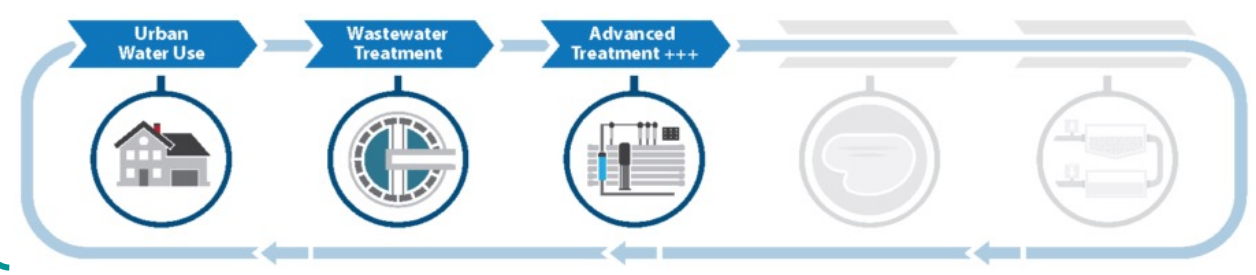 Urban
Water Use
Wastewater
Treatment
Advanced
Treatment +++